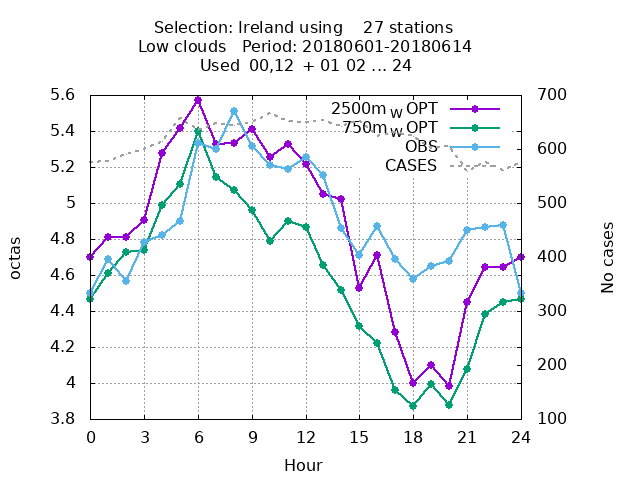 Selection: Ireland using 27 stations
Low clouds Period: 20180601-20180614
Used 00,12 + 01 02 ... 24
5.6
5.4
5.2
5
4.8
4.6
4.4
4.2
4
3.8
octas
700
600
500
400
300
200
100
No cases
2500m W OPT
750m W OPT
OBS
CASES
0 3 6 9 12 15 18 21 24
Hour